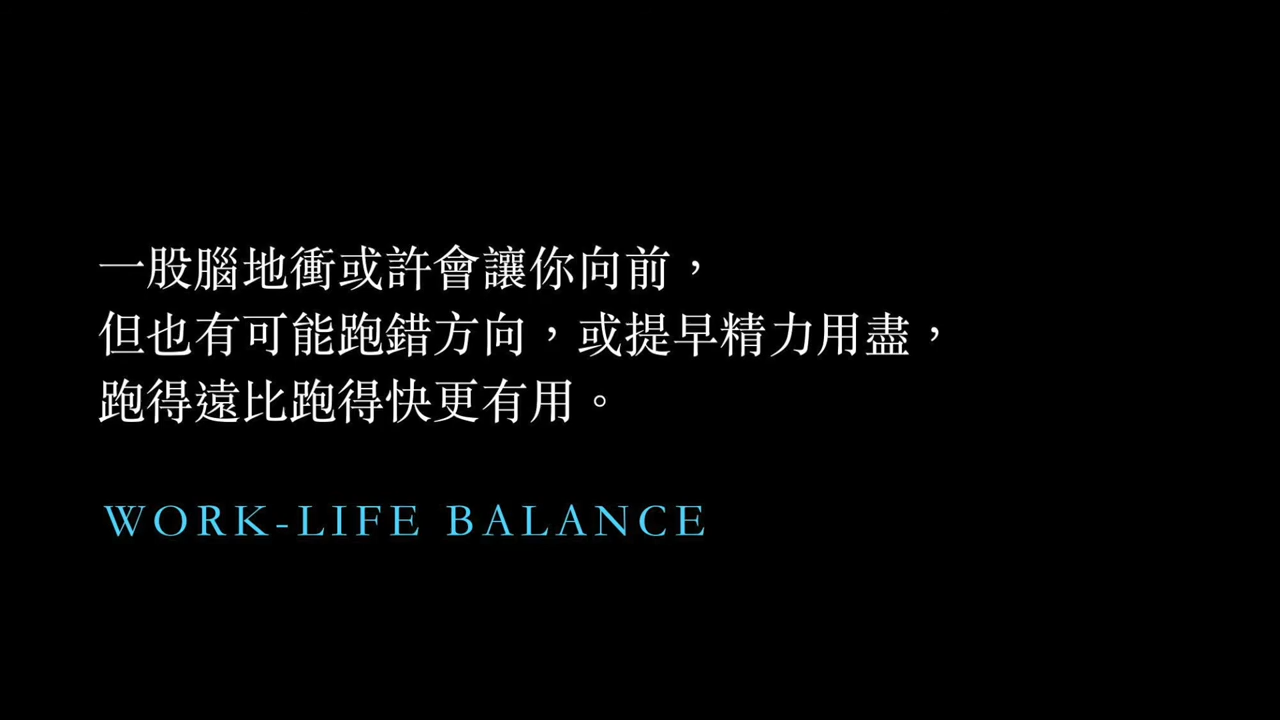 一股腦地衝或許會讓你向前，
但也有可能跑錯方向，或提早精力用盡，
跑得遠比跑得快更有用。
WORK-LIFE BALANCE